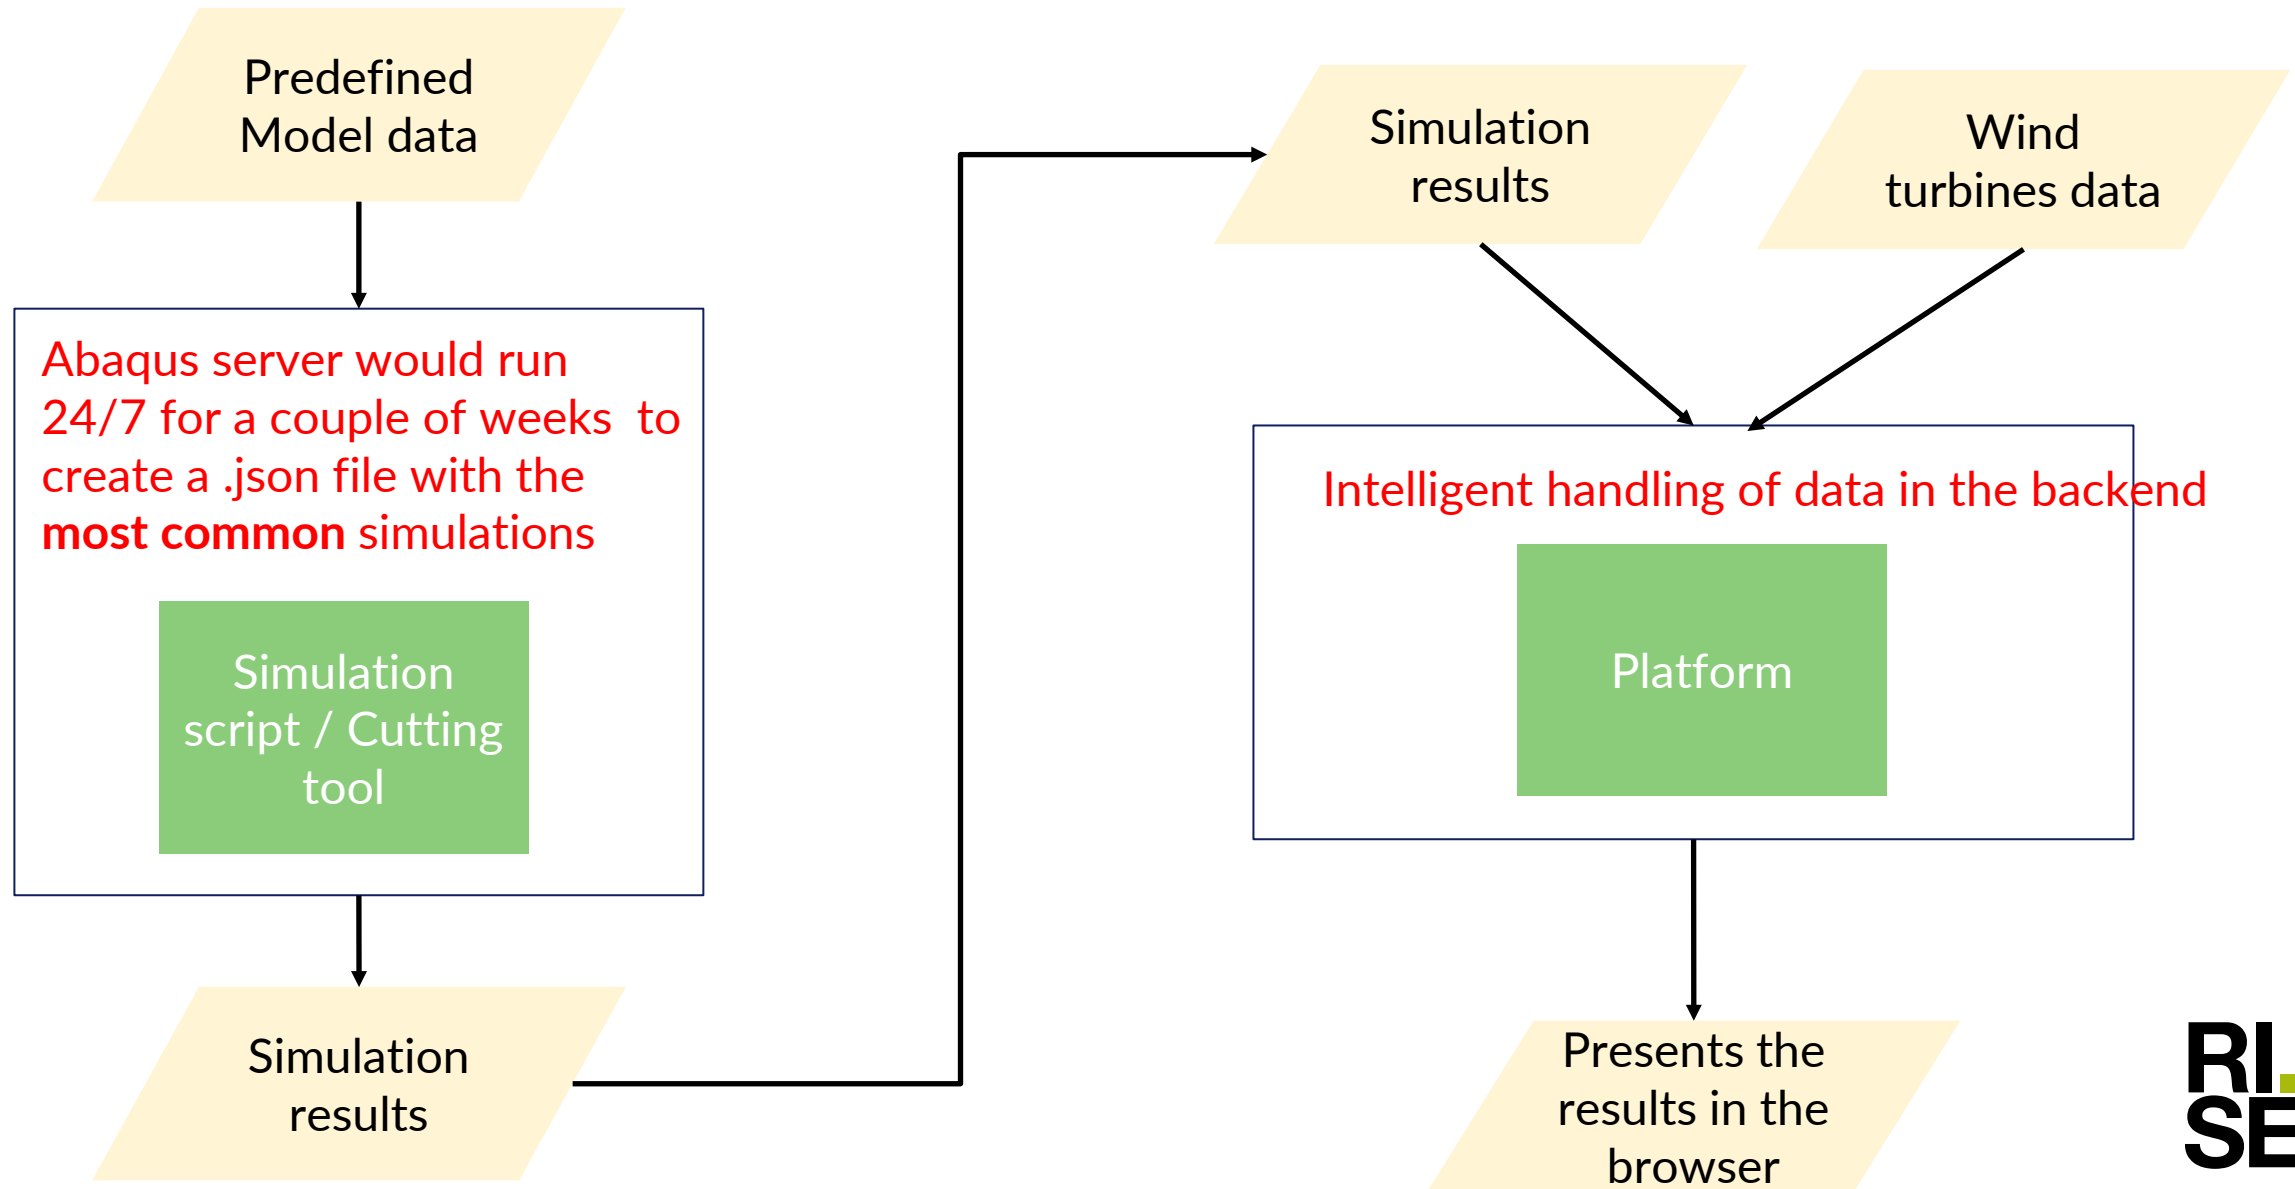 Predefined
Model data
Abaqus server would run
24/7 for a couple of weeks  to
create a .json file with the
most common simulations
Simulation
script / Cutting
tool
Simulation
results
Simulation
results
Wind
turbines data
Intelligent handling of data in the backend
Platform
Presents the
results in the
browser
RI.
SE